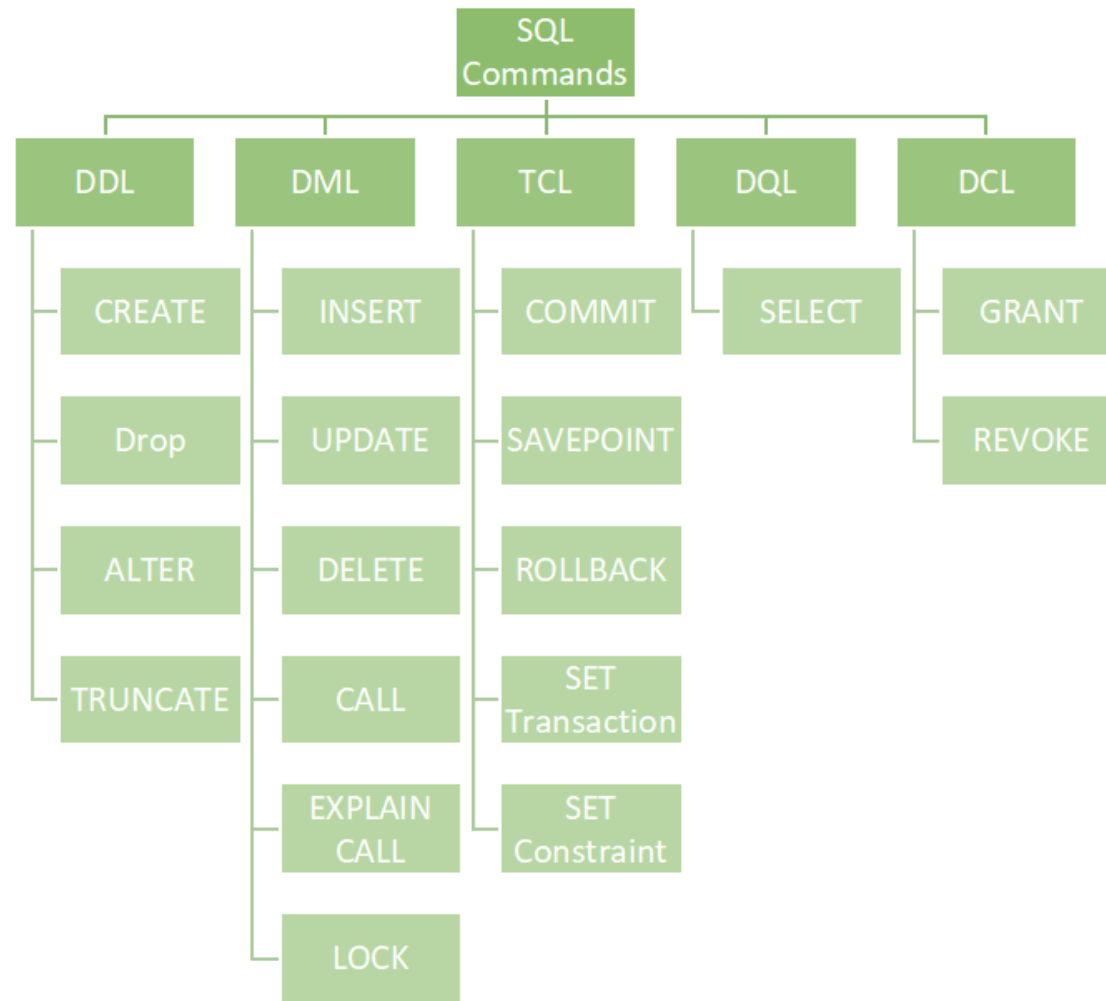 SQL
Commands
DDL
DML
TCL
DQL
DCL
CREATE
INSERT
COMMIT
SELECT
GRANT
Drop
UPDATE
SAVEPOINT
REVOKE
ALTER
DELETE
ROLLBACK
TRUNCATE
CALL
SET
Transaction
EXPLAIN
CALL
SET
Constraint
LOCK